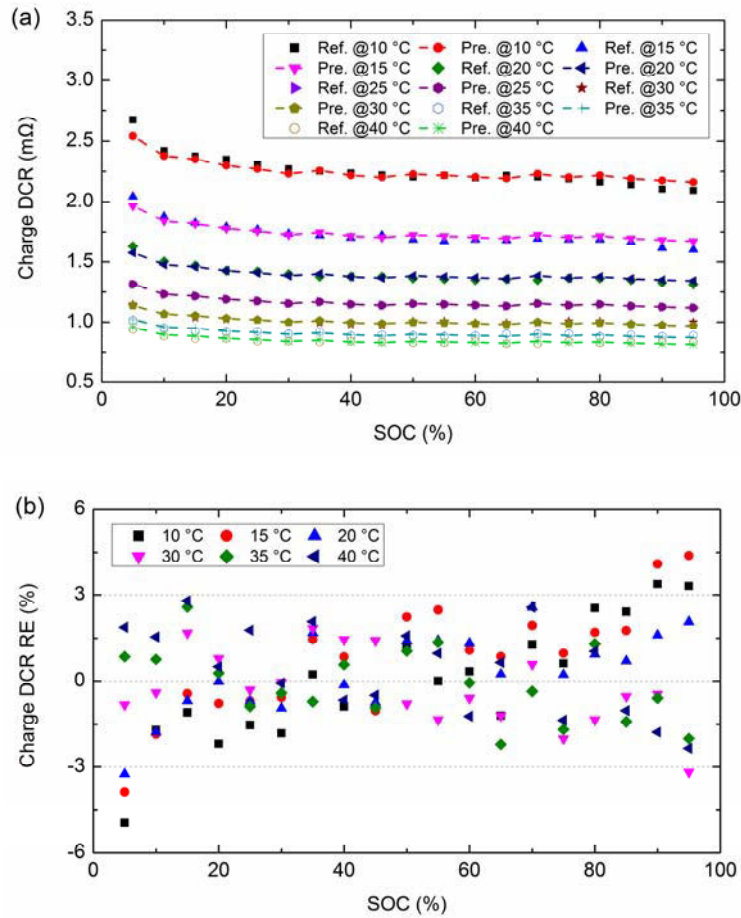 (a)
3.5
3.0
2.5
2.0
1.5
1.0
0.5
Charge DCR (mΩ)
Ref. @10 °C Pre. @10 °C Ref. @15 °C
Pre. @15 °C Ref. @20 °C Pre. @20 °C
Ref. @25 °C Pre. @25 °C Ref. @30 °C
Pre. @30 °C Ref. @35 °C Pre. @35 °C
Ref. @40 °C Pre. @40 °C
0 20 40 60 80 100
SOC (%)
(b)
6
3
0
-3
-6
Charge DCR RE (%)
10 °C 15 °C 20 °C
30 °C 35 °C 40 °C
0 20 40 60 80 100
SOC (%)